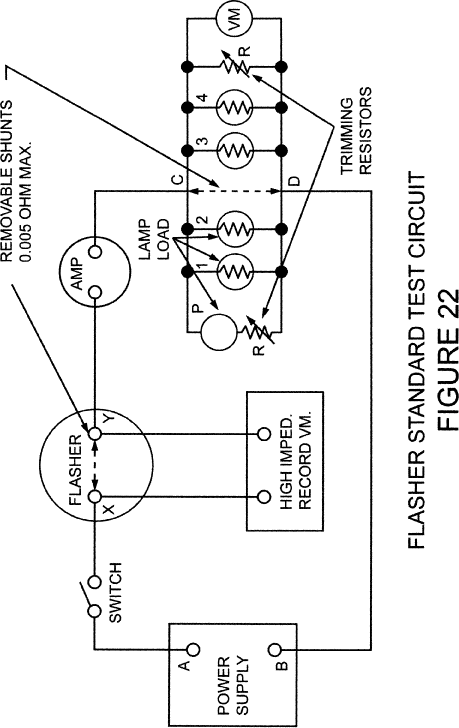 REMOVABLE SHUNTS
0.005 OHM MAX.
AMP
FLASHER
X
Y
SWITCH
HIGH IMPED.
RECORD VM.
POWER
SUPPLY
A
B
LAMP
LOAD
C
D
P
R
1
2
3
4
R
VM
TRIMMING
RESISTORS
FLASHER STANDARD TEST CIRCUIT
FIGURE 22